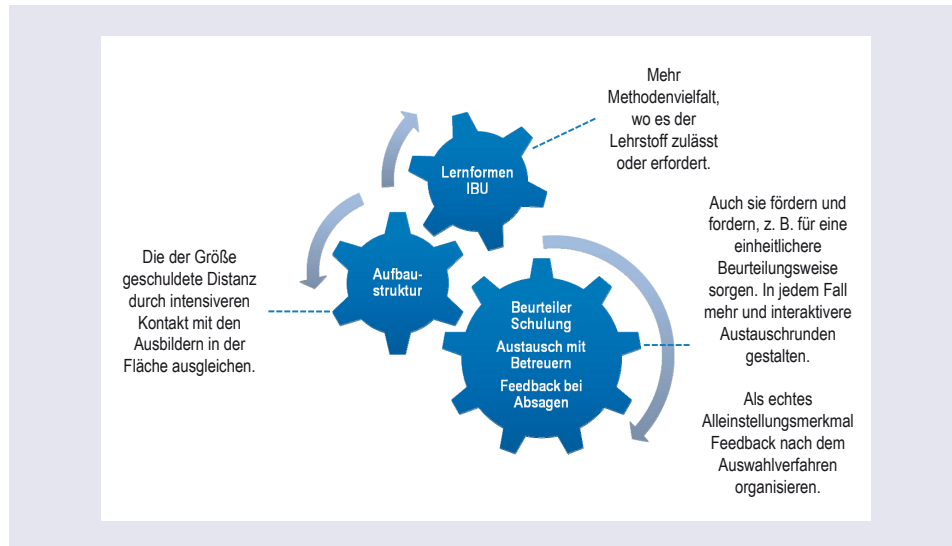 Mehr
Methodenvielfalt,
wo es der
Lehrstoff zulässt
oder erfordert.
Lernformen
IBU
Die der Größe
geschuldete Distanz
durch intensiveren
Kontakt mit den
Ausbildern in der
Fläche ausgleichen.
Aufbau-
struktur
Beurteiler
Schulung
Austausch mit
Betreuern
Feedback bei
Absagen
Auch sie fördern und
fordern, z. B. für eine
einheitlichere
Beurteilungsweise
sorgen. In jedem Fall
mehr und interaktivere
Austauschrunden
gestalten.
Als echtes
Alleinstellungsmerkmal
Feedback nach dem
Auswahlverfahren
organisieren.